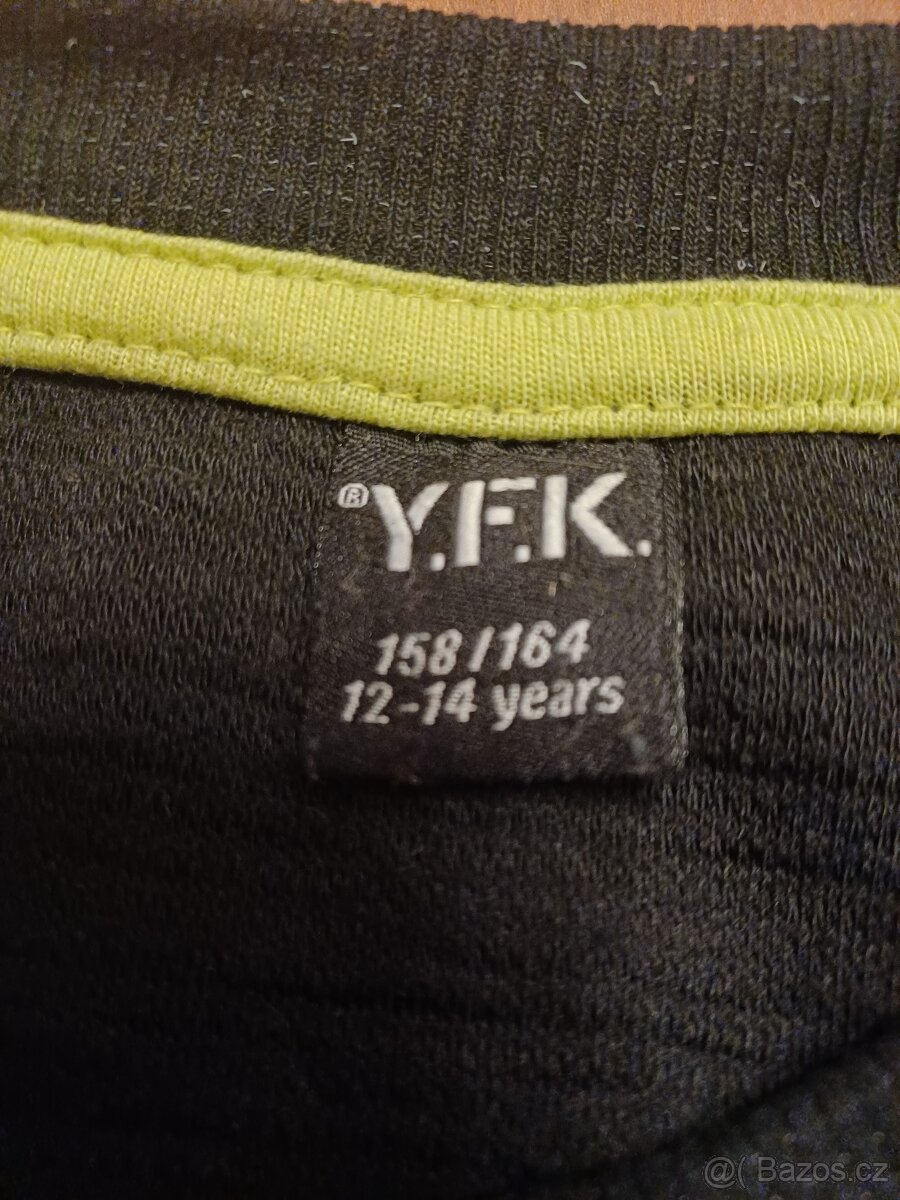 ® Y.F.K.
158/164
12-14 years
@( Bazos.cz